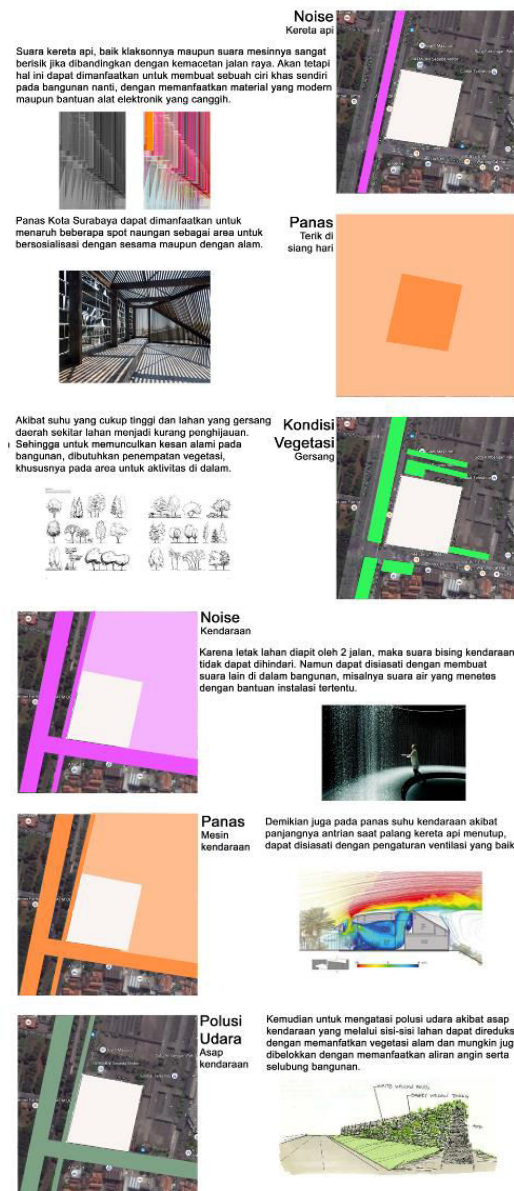 Noise
Kereta api
Suara kereta api, baik klaksonnya maupun suara mesinnya sangat
berisik jika dibandingkan dengan kemacetan jalan raya. Akan tetapi
hal ini dapat dimanfaatkan untuk membuat sebuah ciri khas sendiri
pada bangunan nanti, dengan memanfaatkan material yang modern
maupun bantuan alat elektronik yang canggih.
Panas Kota Surabaya dapat dimanfaatkan untuk
menaruh beberapa spot naungan sebagai area untuk
bersosialisasi dengan sesama maupun dengan alam.
Panas
Terik di
siang hari
Akibat suhu yang cukup tinggi dan lahan yang gersang
daerah sekitar lahan menjadi kurang penghijauan.
Sehingga untuk memunculkan kesan alami pada
bangunan, dibutuhkan penempatan vegetasi,
khususnya pada area untuk aktivitas di dalam.
Kondisi
Vegetasi
Gersang
Noise
Kendaraan
Karena letak lahan diapit oleh 2 jalan, maka suara bising kendaraan
tidak dapat dihindari. Namun dapat disiasati dengan membuat
suara lain di dalam bangunan, misalnya suara air yang menetes
dengan bantuan instalasi tertentu.
Panas
Mesin
kendaraan
Demikian juga pada panas suhu kendaraan akibat
panjangnya antrian saat palang kereta api menutup,
dapat disiasati dengan pengaturan ventilasi yang baik
Polusi
Udara
Asap
kendaraan
Kemudian untuk mengatasi polusi udara akibat asap
kendaraan yang melalui sisi-sisi lahan dapat direduks
dengan memanfatkan vegetasi alam dan mungkin jug
dibelokkan dengan memanfaatkan aliran angin serta
selubung bangunan.